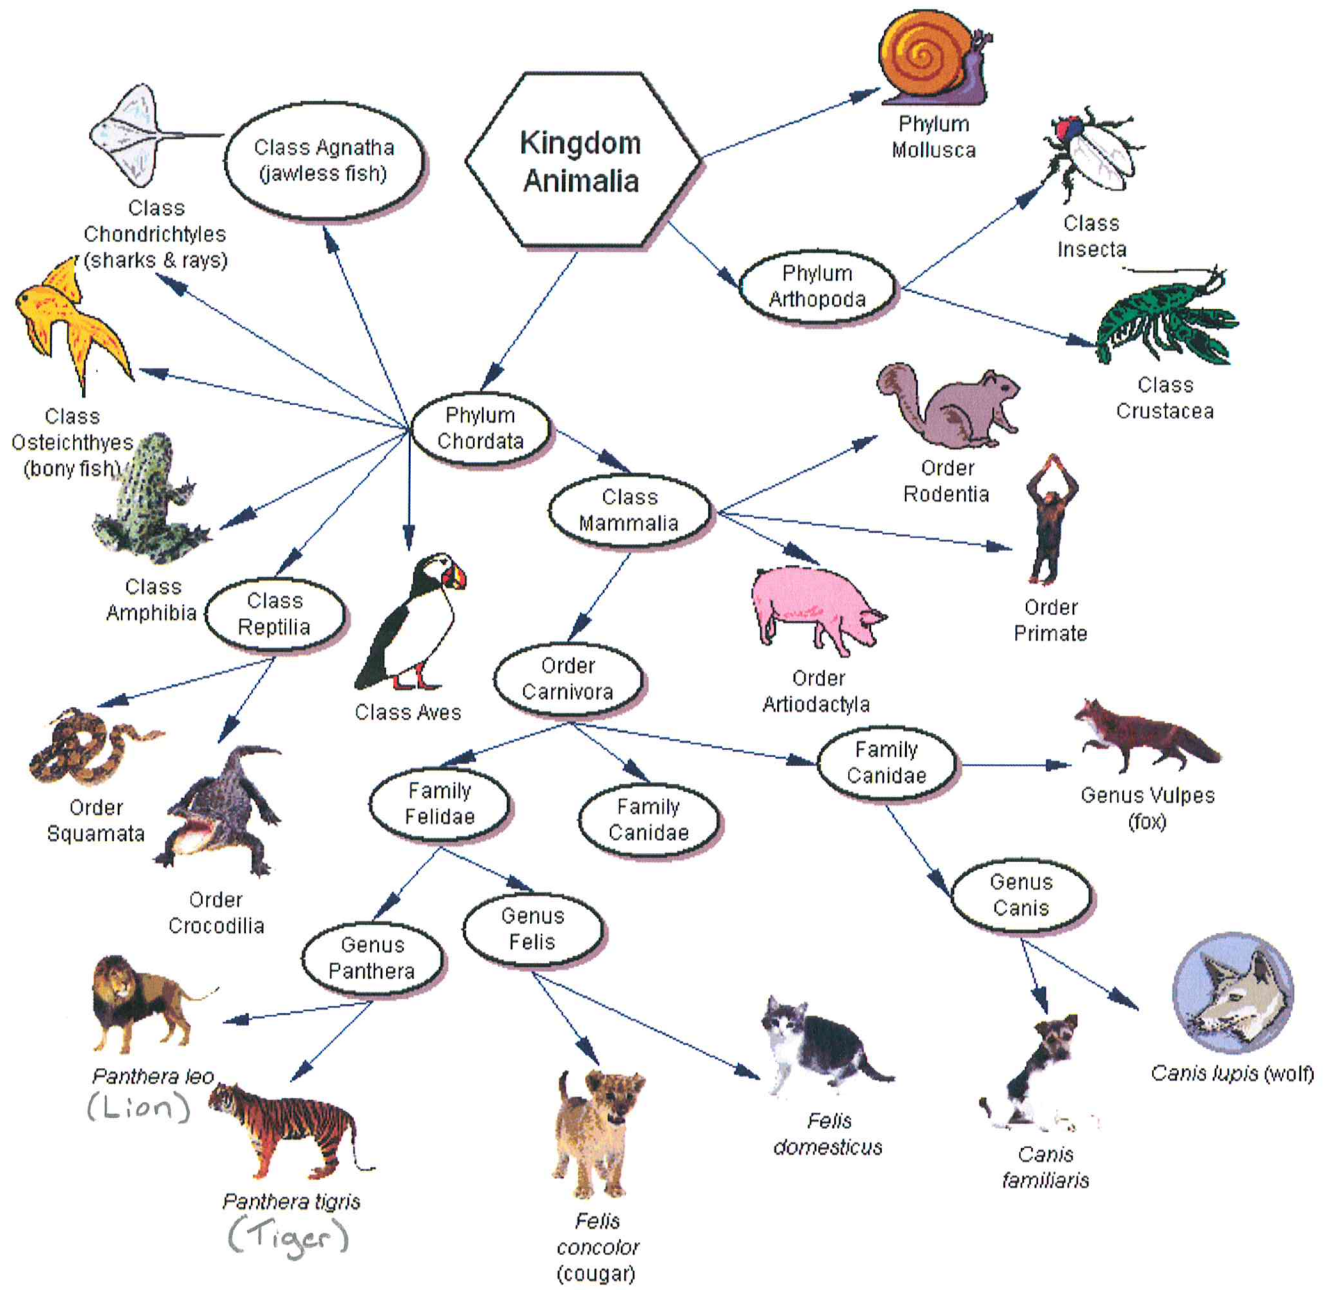 Kingdom
Animalia
Phylum
Mollusca
Class
Insecta
Phylum
Arthopoda
Class
Crustacea
Class Agnatha
(jawless fish)
Class
Chondrichtyles
(sharks & rays)
Class
Osteichthyes
(bony fish)
Phylum
Chordata
Class
Mammalia
Order
Rodentia
Order
Primate
Order
Artiodactyla
Class
Amphibia
Class
Reptilia
Class Aves
Order
Carnivora
Order
Squamata
Order
Crocodilia
Family
Felidae
Family
Canidae
Family
Canidae
Genus Vulpes
(fox)
Genus
Canis
Genus
Panthera
Genus
Felis
Panthera leo
(Lion)
Panthera tigris
(Tiger)
Felis
concolor
(cougar)
Felis
domesticus
Canis
familiaris
Canis lupis (wolf)